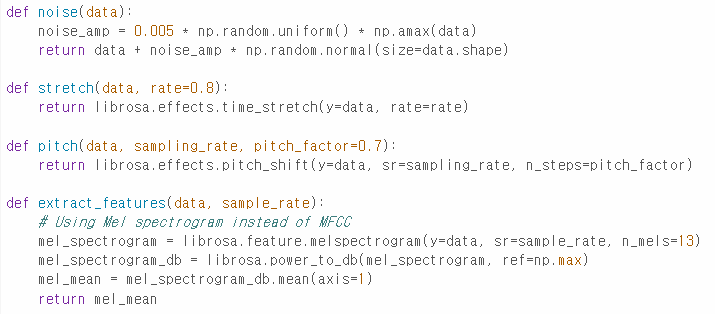 def noise(data):
    noise_amp = 0.005 * np.random.uniform() * np.amax(data)
    return data + noise_amp * np.random.normal(size=data.shape)

def stretch(data, rate=0.8):
    return librosa.effects.time_stretch(y=data, rate=rate)

def pitch(data, sampling_rate, pitch_factor=0.7):
    return librosa.effects.pitch_shift(y=data, sr=sampling_rate, n_steps=pitch_factor)

def extract_features(data, sample_rate):
    # Using Mel spectrogram instead of MFCC
    mel_spectrogram = librosa.feature.melspectrogram(y=data, sr=sample_rate, n_mels=13)
    mel_spectrogram_db = librosa.power_to_db(mel_spectrogram, ref=np.max)
    mel_mean = mel_spectrogram_db.mean(axis=1)
    return mel_mean